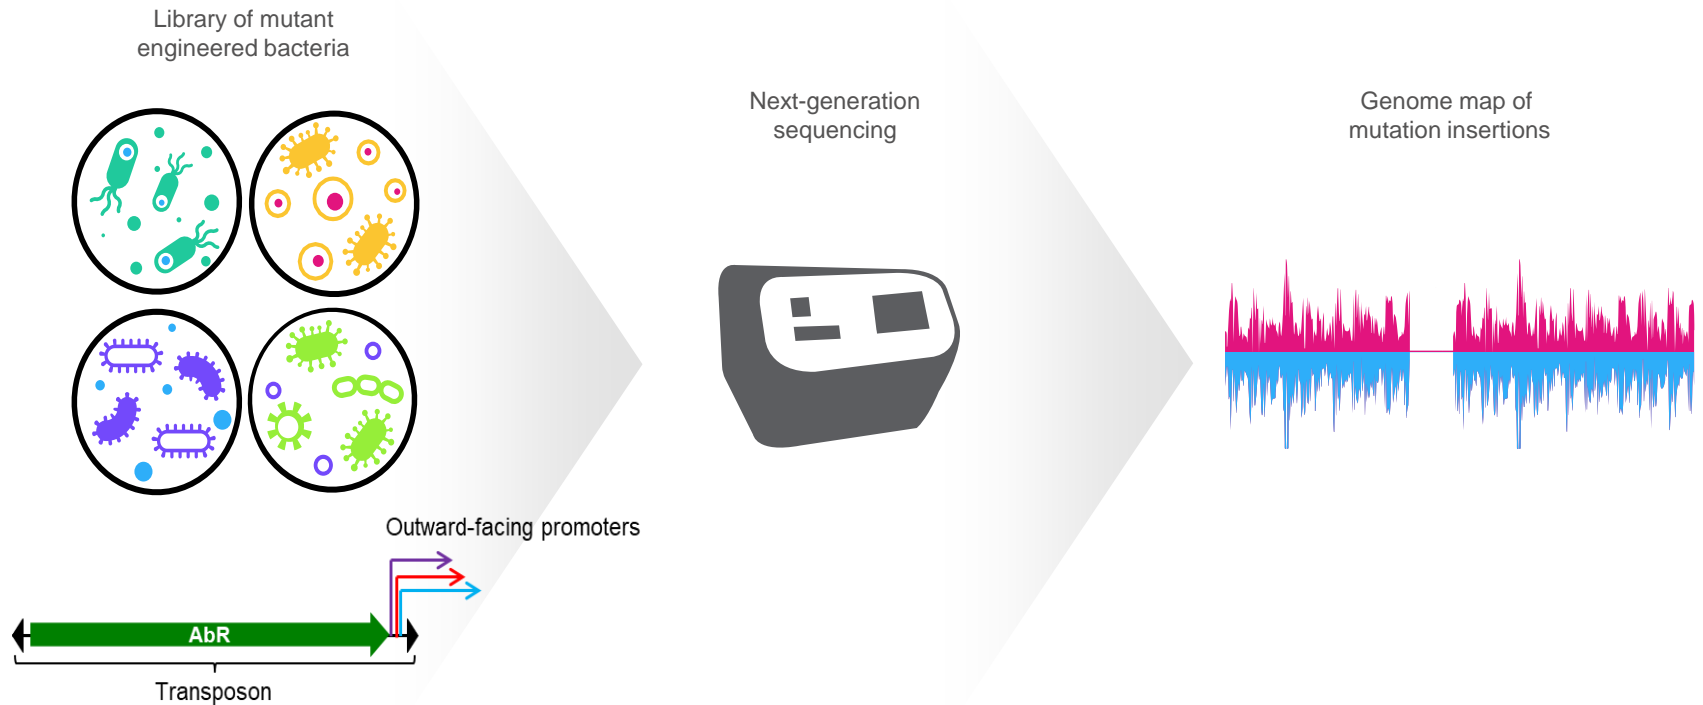 Library of mutant
engineered bacteria
Next-generation
sequencing
Genome map of
mutation insertions
Outward-facing promoters
AbR
Transposon